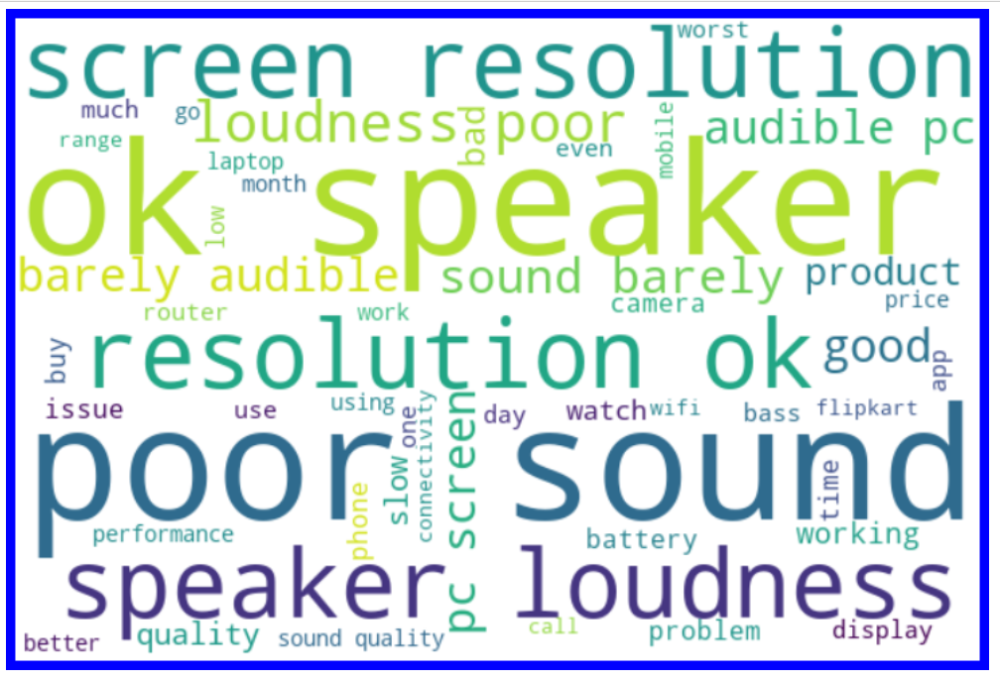 worst
screen resolution
much
go
loudness poor
bad
mobile
audible pc
range
laptop
even
month
ok speaker
low
barely audible
sound barely
product
camera
price
router
work
buy
resolution ok
good
app
issue
use
using
connectivity
one
pc screen
day
watch
wifi
bass
flipkart
poor sound
slow
phone
time
performance
battery
working
speaker loudness
better
quality
sound quality
call
problem
display